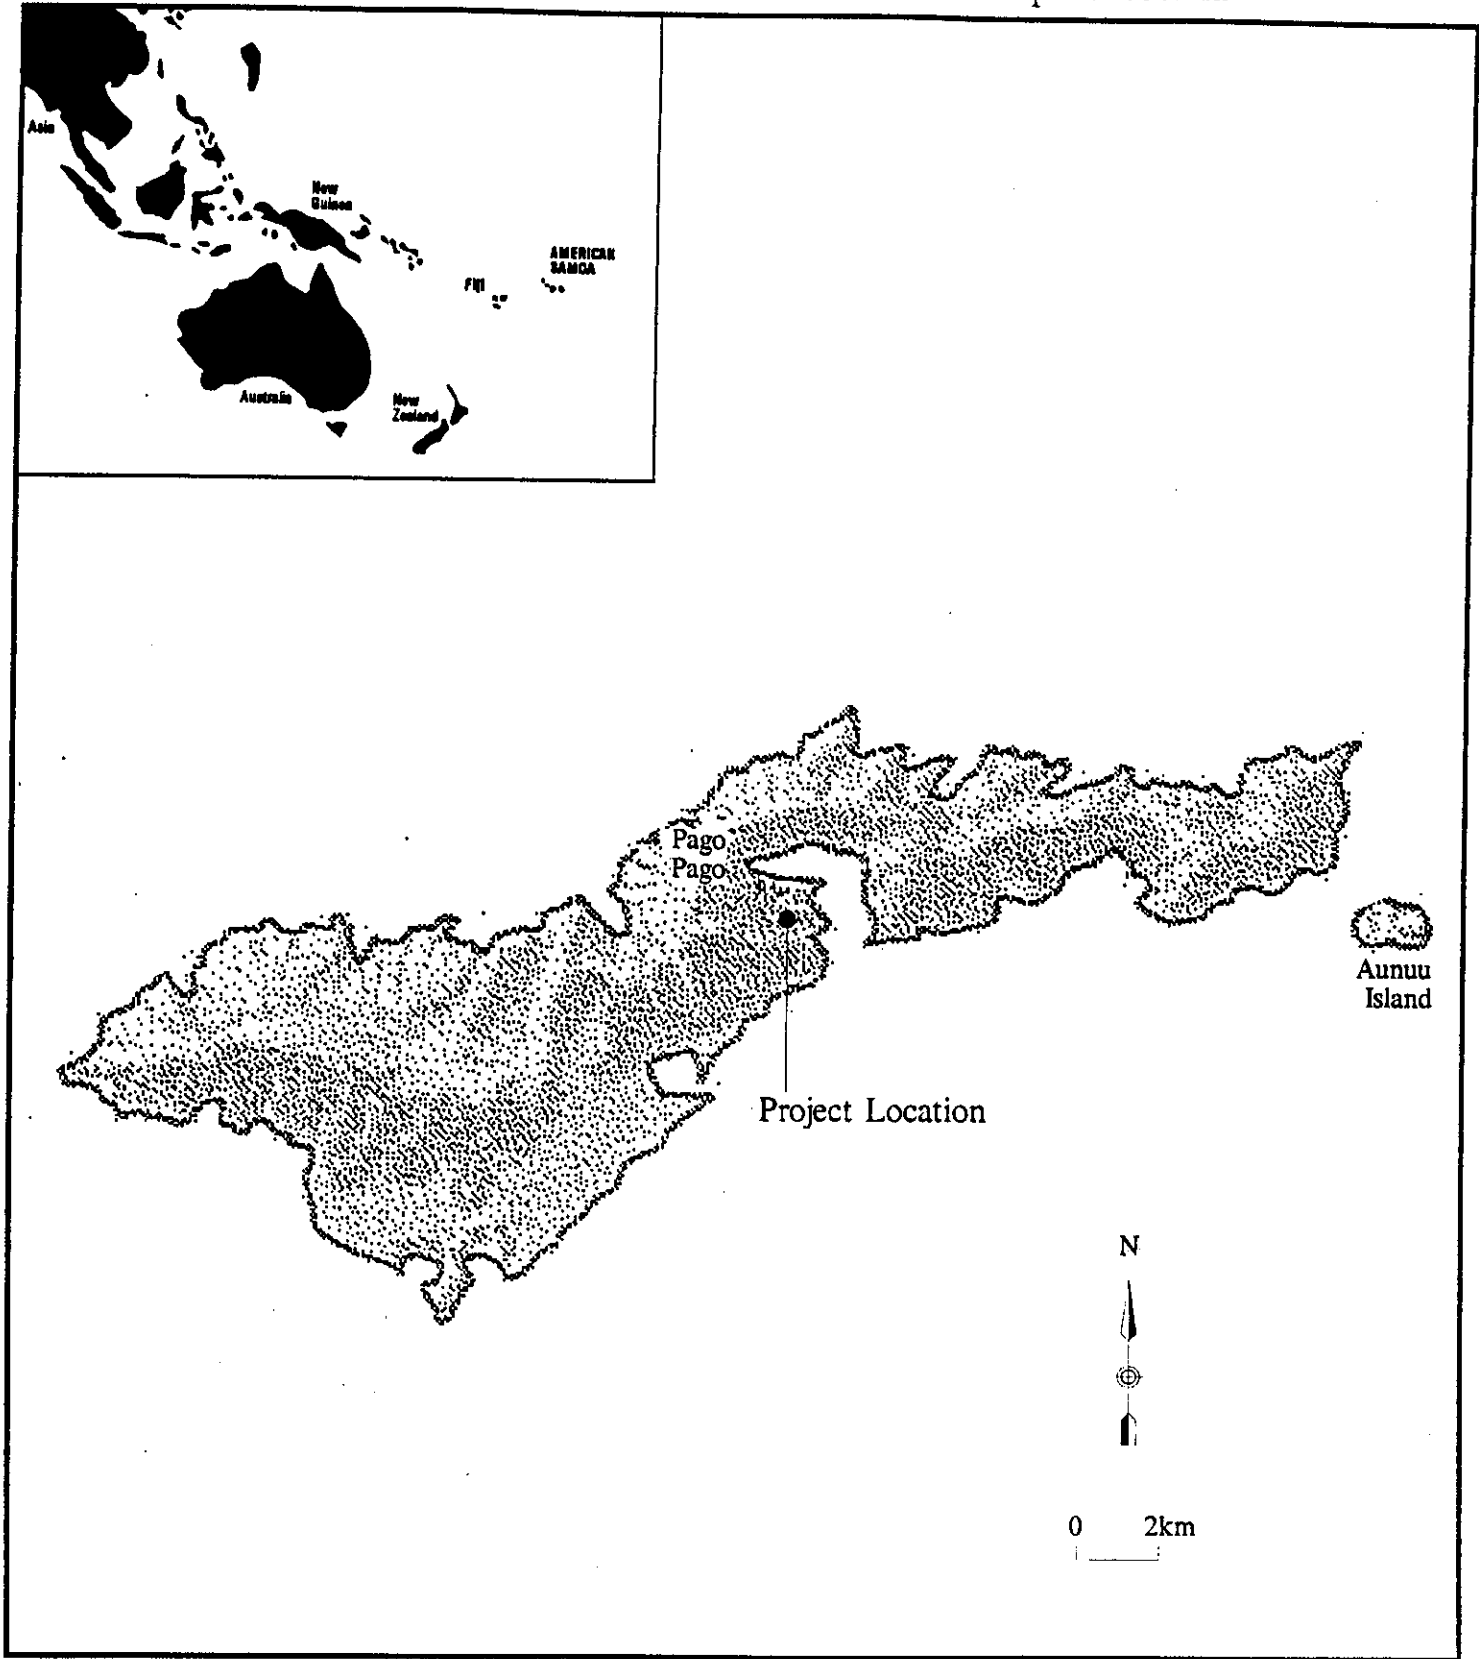 Asia
New
Guinea
AMERICAN
SAMOA
Fiji
Australia
New
Zealand
Pago
Pago
Aunuu
Island
Project Location
N
0 2km